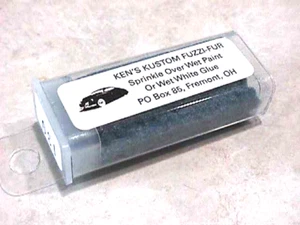 KEN'S KUSTOM FUZZI-FUR
Sprinkle Over Wet Paint
Or Wet White Glue
PO Box 85, Fremont, OH